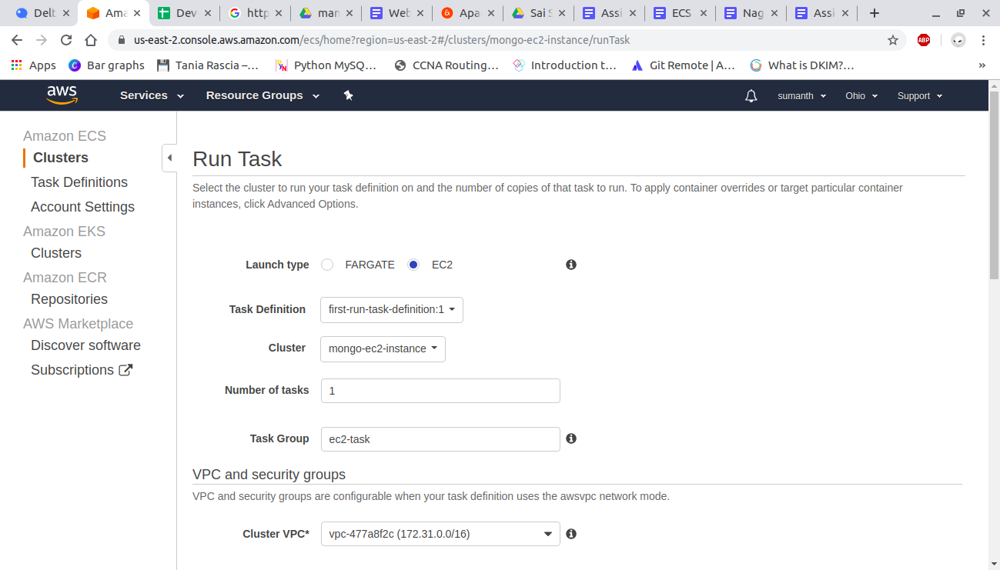 Delt Ama Dev http mar Web Apa Sai S Assi ECS Nag Assi
us-east-2.console.aws.amazon.com/ecs/home?region=us-east-2#/clusters/mongo-ec2-instance/runTask
ABP
Apps Bar graphs Tania Rascia –… Python MySQ… CCNA Routing… Introduction t… Git Remote | A… What is DKIM?… »
aws Services Resource Groups sumanth Ohio Support
Amazon ECS
Clusters
Task Definitions
Account Settings
Amazon EKS
Clusters
Amazon ECR
Repositories
AWS Marketplace
Discover software
Subscriptions
Run Task
Select the cluster to run your task definition on and the number of copies of that task to run. To apply container overrides or target particular container
instances, click Advanced Options.
Launch type FARGATE EC2
Task Definition first-run-task-definition:1
Cluster mongo-ec2-instance
Number of tasks 1
Task Group ec2-task
VPC and security groups
VPC and security groups are configurable when your task definition uses the awsvpc network mode.
Cluster VPC* vpc-477a8f2c (172.31.0.0/16)